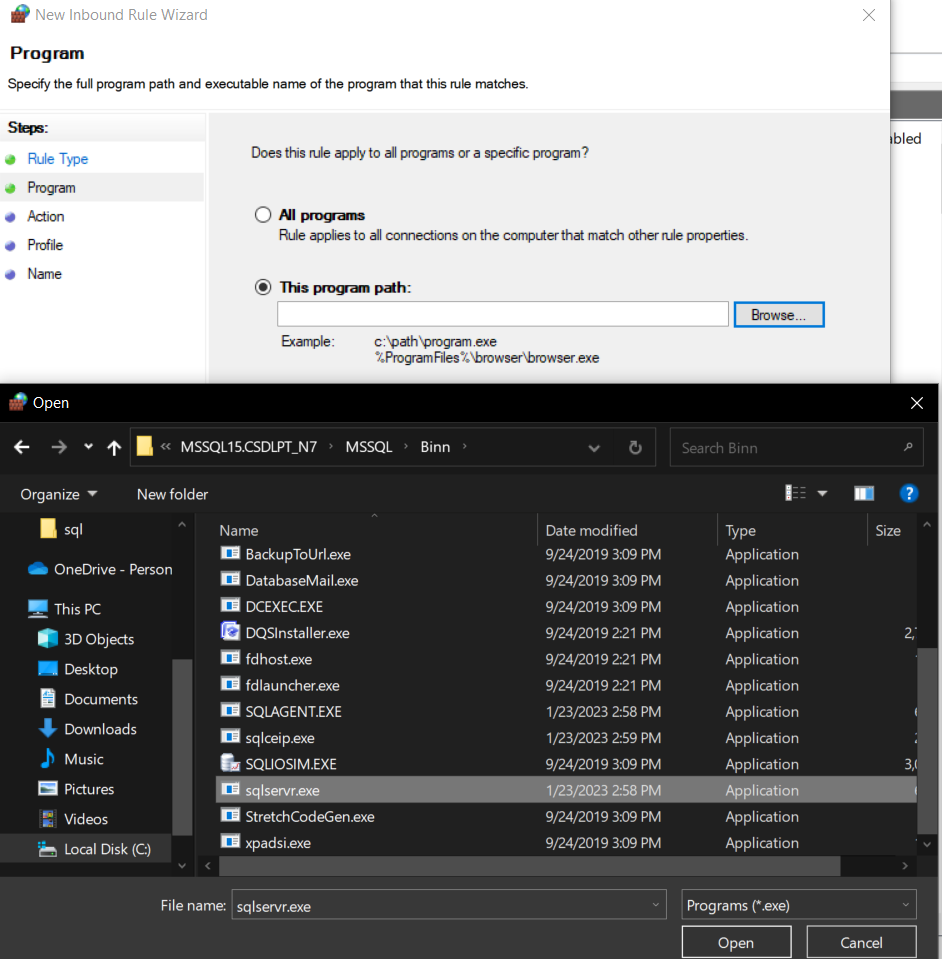 New Inbound Rule Wizard
Program
Specify the full program path and executable name of the program that this rule matches.
Steps:
Rule Type
Program
Action
Profile
Name
Does this rule apply to all programs or a specific program?
All programs
Rule applies to all connections on the computer that match other rule properties.
This program path:
Browse...
Example: c:\path\program.exe
%ProgramFiles%\browser\browser.exe
bled
Open
« MSSQL15.CSDLPT_N7 › MSSQL › Binn ›
Search Binn
Organize
New folder
sql
OneDrive - Person
This PC
3D Objects
Desktop
Documents
Downloads
Music
Pictures
Videos
Local Disk (C:)
Name Date modified Type Size
BackupToUrl.exe 9/24/2019 3:09 PM Application
DatabaseMail.exe 9/24/2019 3:09 PM Application
DCEXEC.EXE 9/24/2019 3:09 PM Application
DQSInstaller.exe 9/24/2019 2:21 PM Application 2,
fdhost.exe 9/24/2019 2:21 PM Application
fdlauncher.exe 9/24/2019 2:21 PM Application
SQLAGENT.EXE 1/23/2023 2:58 PM Application
sqlceip.exe 1/23/2023 2:59 PM Application
SQLIOSIM.EXE 9/24/2019 3:09 PM Application 3,
sqlservr.exe 1/23/2023 2:58 PM Application
StretchCodeGen.exe 9/24/2019 3:09 PM Application
xpadsi.exe 9/24/2019 3:09 PM Application
File name: sqlservr.exe
Programs (*.exe)
Open
Cancel